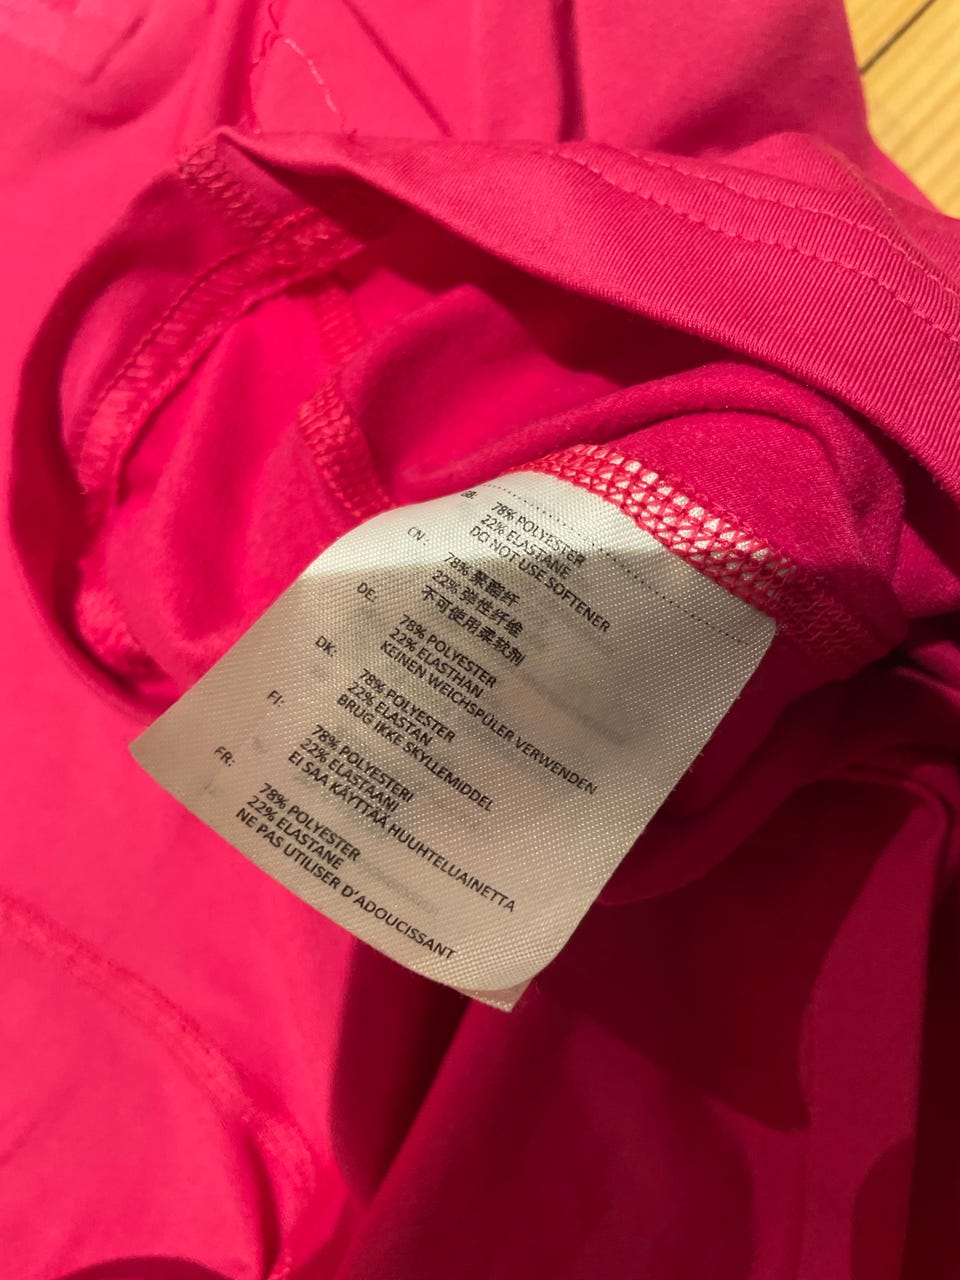 GB:
78% POLYESTER
22% ELASTANE
DO NOT USE SOFTENER
CN:
78% 聚酯纤
22% 弹性纤维
不可使用柔软剂
DE:
78% POLYESTER
22% ELASTHAN
KEINEN WEICHSPÜLER VERWENDEN
DK:
78% POLYESTER
22% ELASTAN
BRUG IKKE SKYLLEMIDDEL
FI:
78% POLYESTERI
22% ELASTAANI
EI SAA KÄYTTÄÄ HUUHTELUAINETTA
FR:
78% POLYESTER
22% ELASTANE
NE PAS UTILISER D'ADOUCISSANT